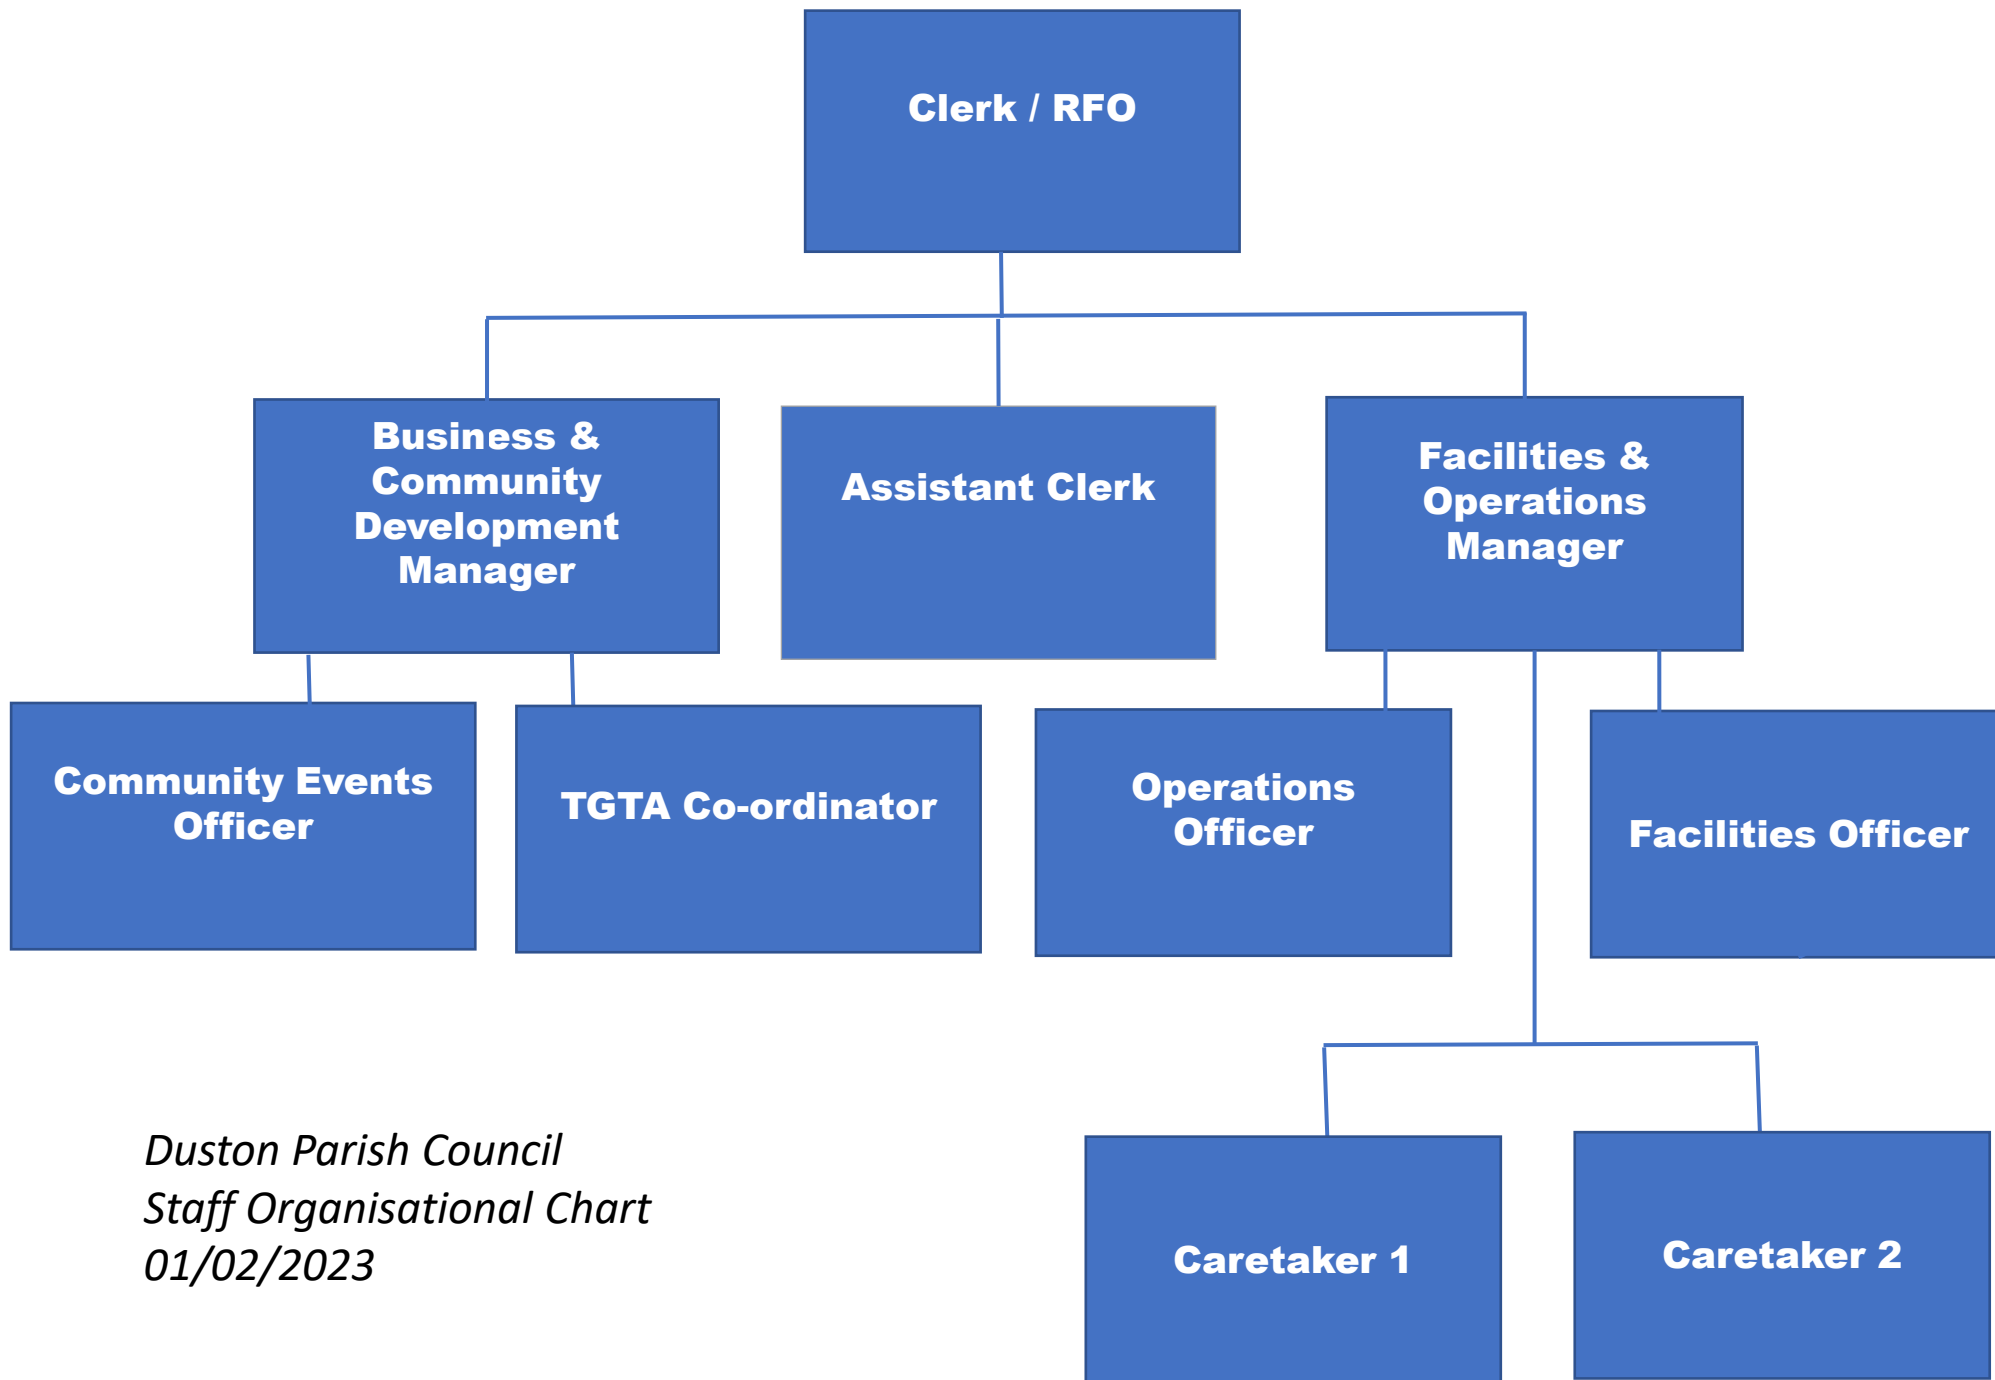 Clerk / RFO
Business &
Community
Development
Manager
Assistant Clerk
Facilities &
Operations
Manager
Community Events
Officer
TGTA Co-ordinator
Operations
Officer
Facilities Officer
Caretaker 1
Caretaker 2
Duston Parish Council
Staff Organisational Chart
01/02/2023